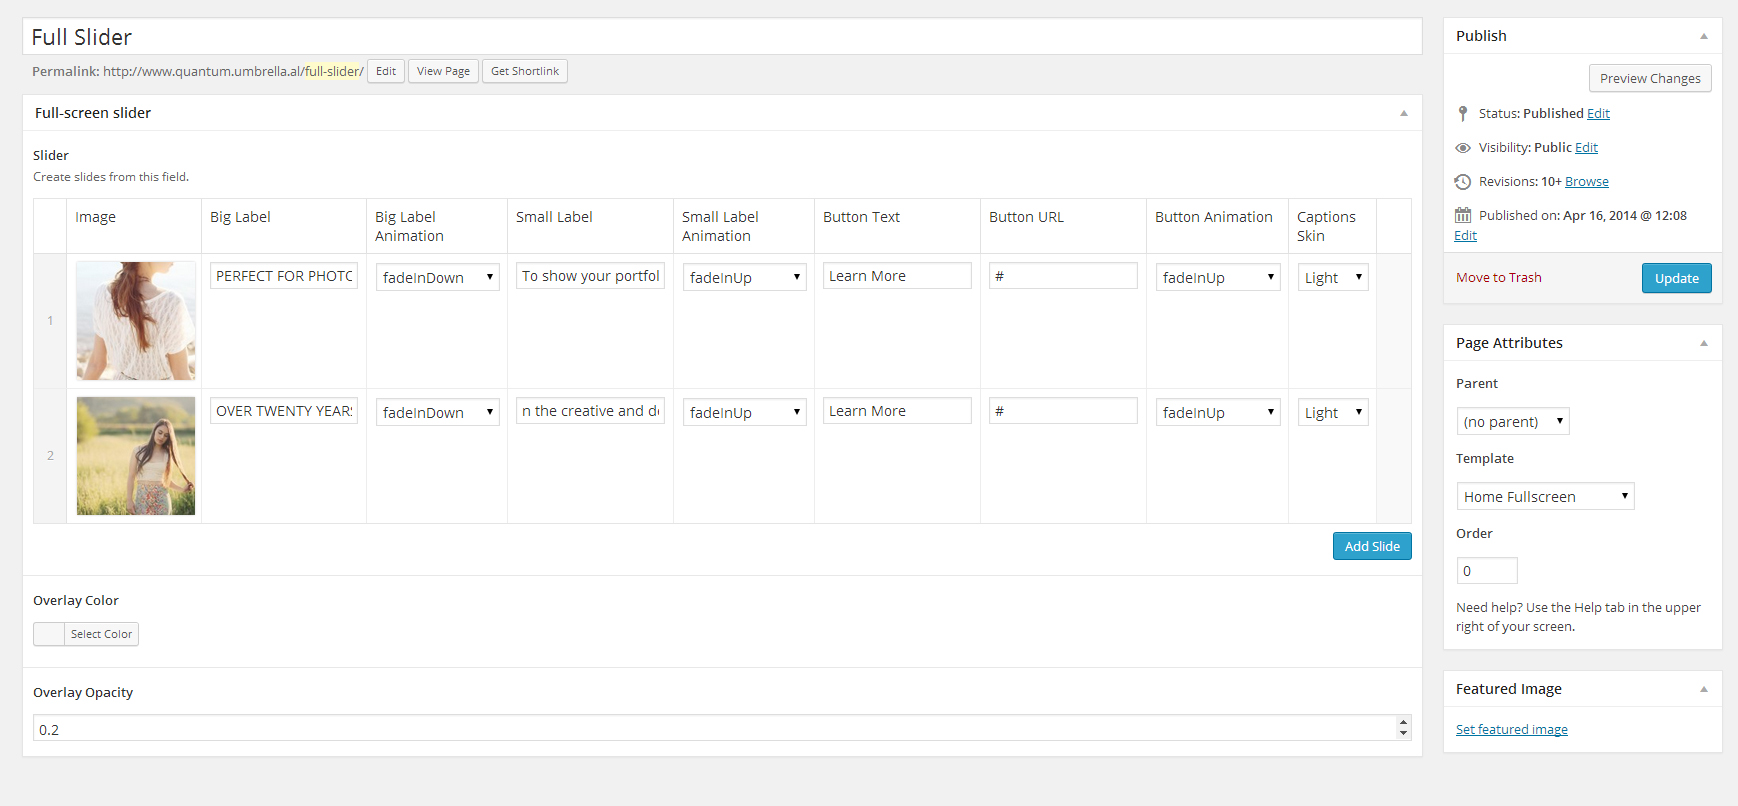 Full Slider
Permalink: http://www.quantum.umbrella.al/full-slider/ Edit View Page Get Shortlink
Full-screen slider
Slider
Create slides from this field.
Image Big Label Big Label Animation Small Label Small Label Animation Button Text Button URL Button Animation Captions Skin
1 PERFECT FOR PHOTO fadeInDown To show your portfol fadeInUp Learn More # fadeInUp Light
2 OVER TWENTY YEARS fadeInDown n the creative and de fadeInUp Learn More # fadeInUp Light
Add Slide
Overlay Color
Select Color
Overlay Opacity
0.2
Publish
Preview Changes
Status: Published Edit
Visibility: Public Edit
Revisions: 10+ Browse
Published on: Apr 16, 2014 @ 12:08
Edit
Move to Trash Update
Page Attributes
Parent
(no parent)
Template
Home Fullscreen
Order
0
Need help? Use the Help tab in the upper
right of your screen.
Featured Image
Set featured image